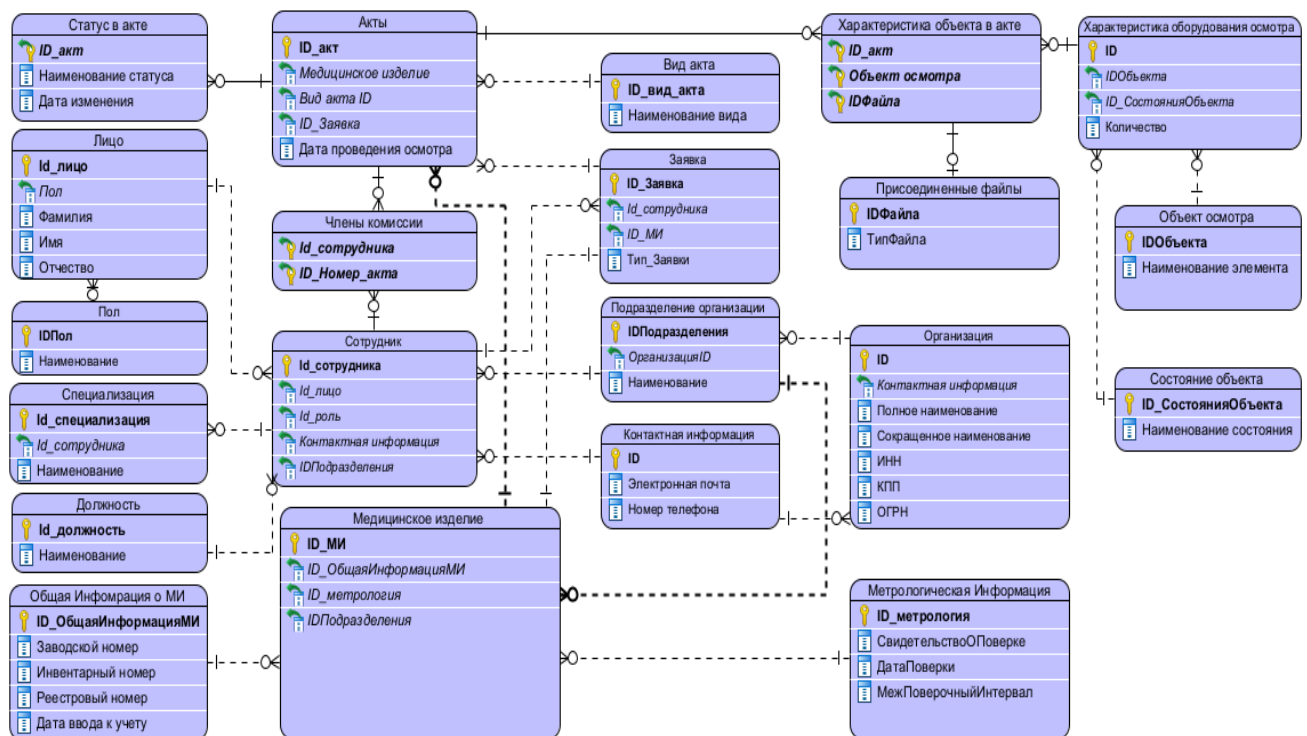 Статус в акте
ID_акт
Наименование статуса
Дата изменения
Акты
ID_акт
Медицинское изделие
Вид акта ID
ID_Заявка
Дата проведения осмотра
Вид акта
ID_вид_акта
Наименование вида
Характеристика объекта в акте
ID_акт
Объект осмотра
IDФайла
Характеристика оборудования осмотра
ID
IDОбъекта
ID_СостоянияОбъекта
Количество
Лицо
Id_лицо
Пол
Фамилия
Имя
Отчество
Заявка
ID_Заявка
Id_сотрудника
ID_МИ
Тип_Заявки
Присоединенные файлы
IDФайла
ТипФайла
Объект осмотра
IDОбъекта
Наименование элемента
Члены комиссии
Id_сотрудника
ID_Номер_акта
Пол
IDПол
Наименование
Подразделение организации
IDПодразделения
ОрганизацияID
Наименование
Организация
ID
Контактная информация
Полное наименование
Сокращенное наименование
ИНН
КПП
ОГРН
Сотрудник
Id_сотрудника
Id_лицо
Id_роль
Контактная информация
IDПодразделения
Состояние объекта
ID_СостоянияОбъекта
Наименование состояния
Специализация
Id_специализация
Id_сотрудника
Наименование
Контактная информация
ID
Электронная почта
Номер телефона
Должность
Id_должность
Наименование
Медицинское изделие
ID_МИ
ID_ОбщаяИнформацияМИ
ID_метрология
IDПодразделения
Общая Инфомрация о МИ
ID_ОбщаяИнформацияМИ
Заводской номер
Инвентарный номер
Реестровый номер
Дата ввода к учету
Метрологическая Информация
ID_метрология
СвидетельствоОПоверке
ДатаПоверки
МежПоверочныйИнтервал